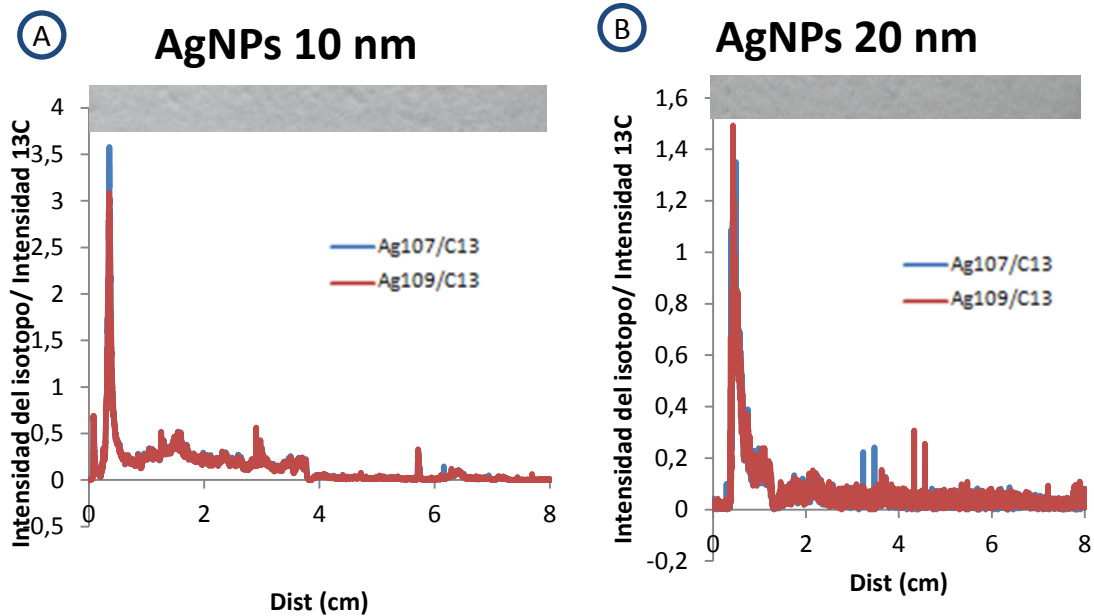 A
AgNPs 10 nm
Intensidad del isotopo/ Intensidad 13C
4
3,5
3
2,5
2
1,5
1
0,5
0
0,5
0 2 4 6 8
Ag107/C13
Ag109/C13
Dist (cm)
B
AgNPs 20 nm
Intensidad del isotopo/ Intensidad 13C
1,6
1,4
1,2
1
0,8
0,6
0,4
0,2
0
-0,2
0 2 4 6 8
Ag107/C13
Ag109/C13
Dist (cm)